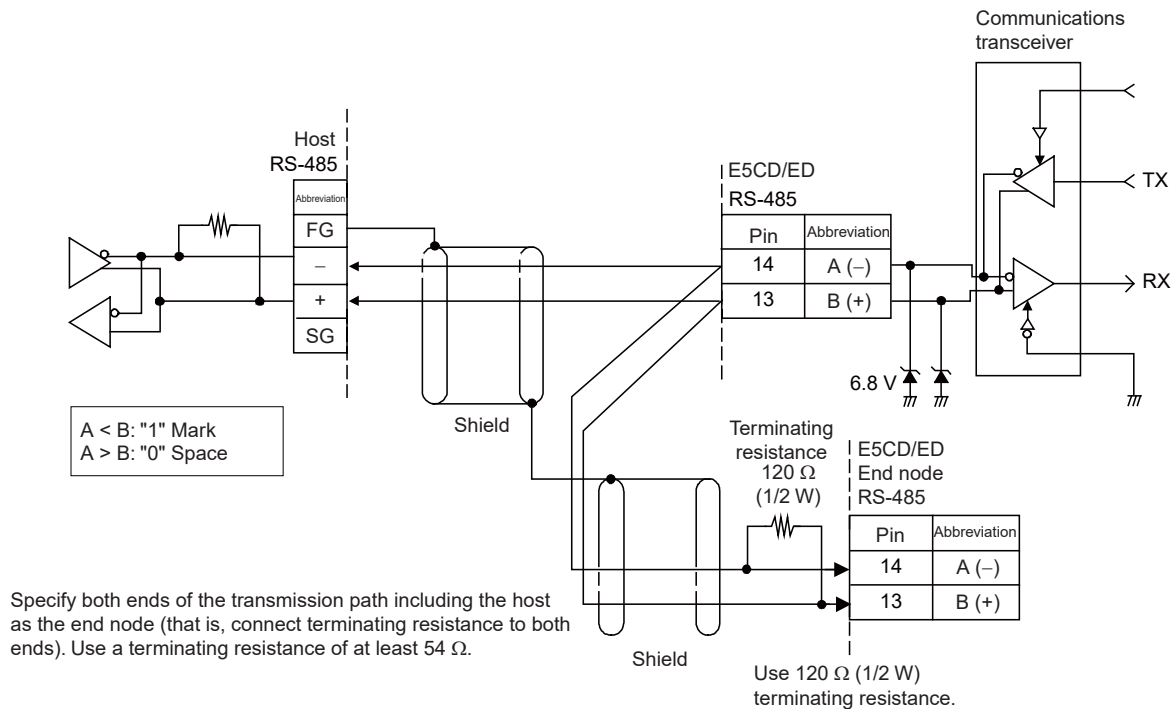 Communications
transceiver
Host
RS-485
Abbreviation
FG
−
+
SG
E5CD/ED
RS-485
Pin Abbreviation
14 A (−)
13 B (+)
TX
RX
6.8 V
A < B: "1" Mark
A > B: "0" Space
Shield
Terminating
resistance
120 Ω
(1/2 W)
E5CD/ED
End node
RS-485
Pin Abbreviation
14 A (−)
13 B (+)
Specify both ends of the transmission path including the host
as the end node (that is, connect terminating resistance to both
ends). Use a terminating resistance of at least 54 Ω.
Shield
Use 120 Ω (1/2 W)
terminating resistance.